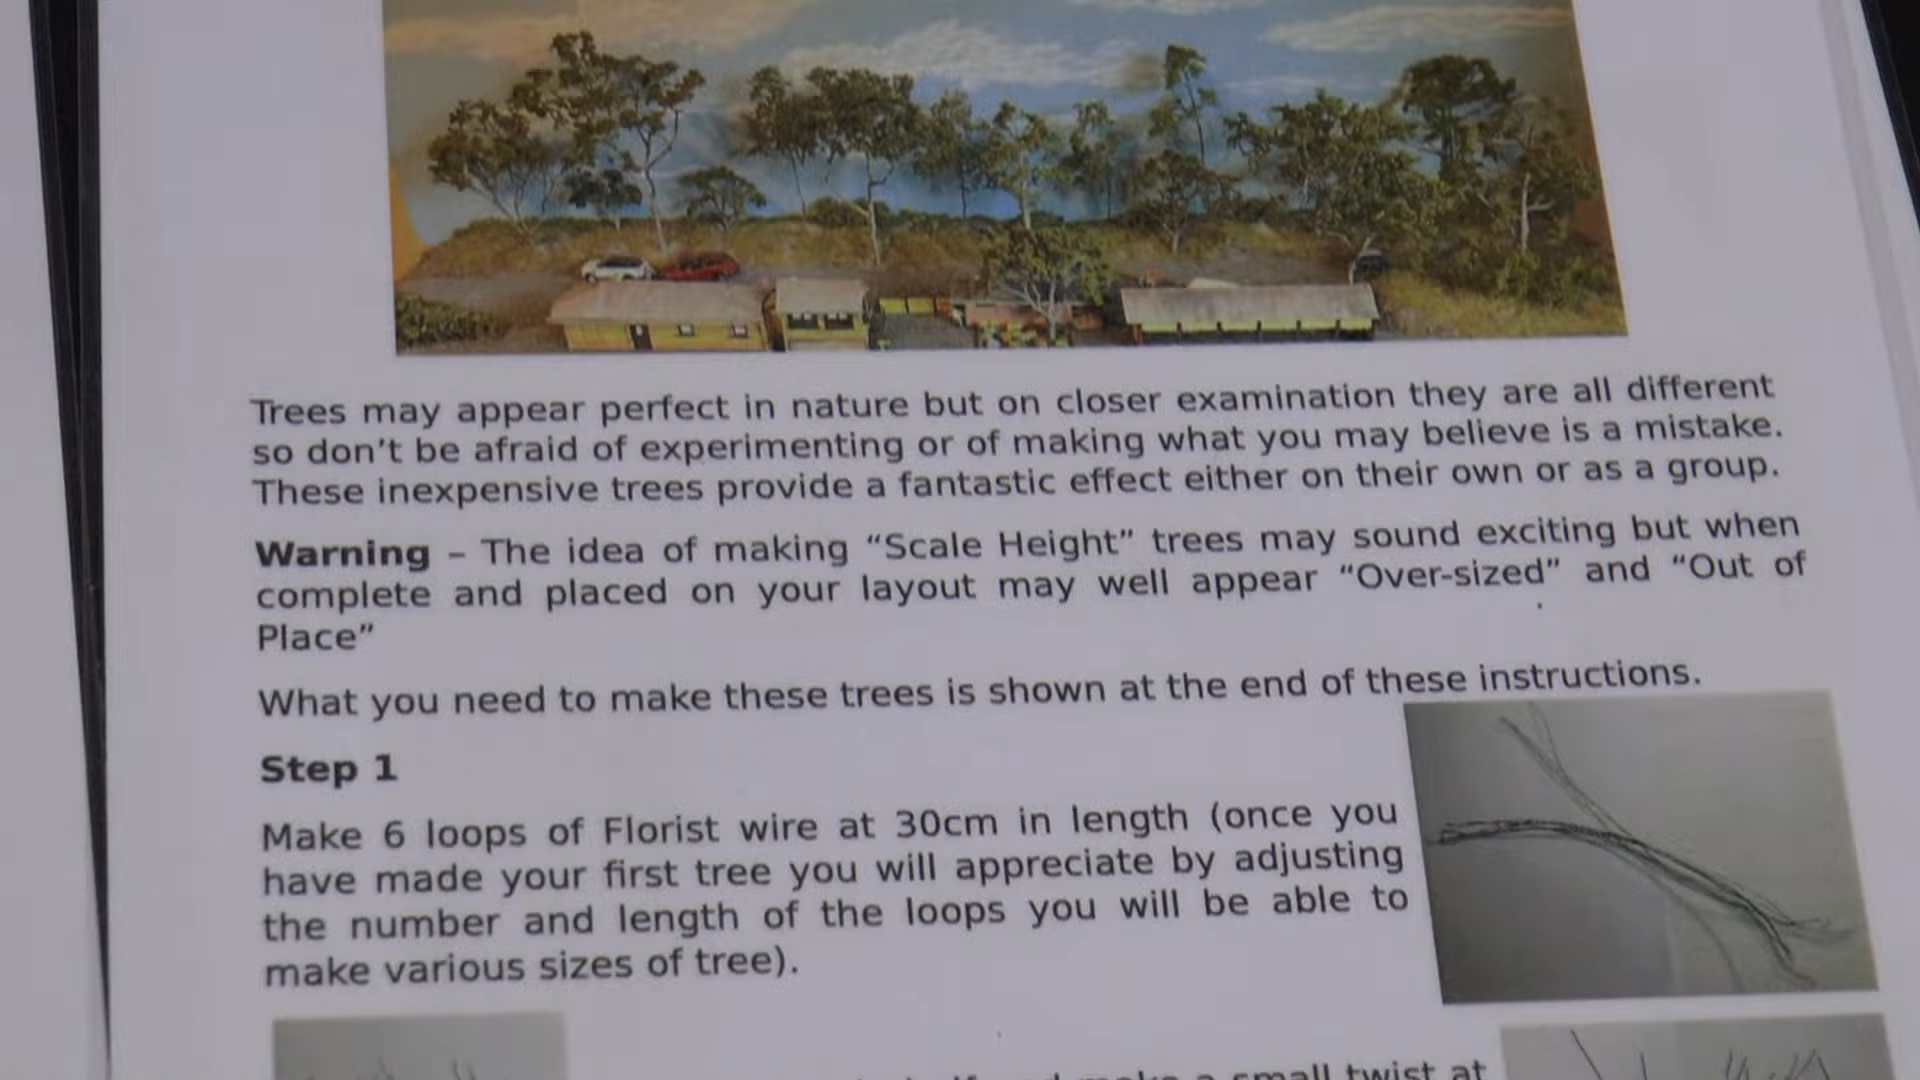 Trees may appear perfect in nature but on closer examination they are all different
so don't be afraid of experimenting or of making what you may believe is a mistake.
These inexpensive trees provide a fantastic effect either on their own or as a group.
Warning – The idea of making “Scale Height” trees may sound exciting but when
complete and placed on your layout may well appear “Over-sized” and “Out of
Place”
What you need to make these trees is shown at the end of these instructions.
Step 1
Make 6 loops of Florist wire at 30cm in length (once you
have made your first tree you will appreciate by adjusting
the number and length of the loops you will be able to
make various sizes of tree).
make a small twist at